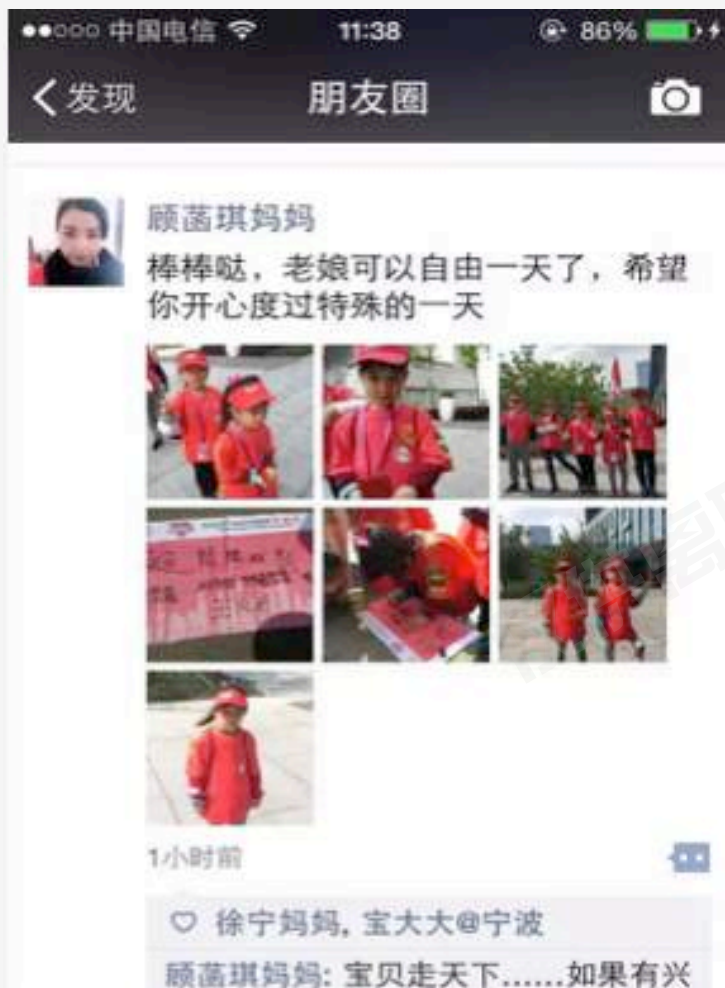 中国电信 11:38 86%
发现 朋友圈
顾菡琪妈妈
棒棒哒，老娘可以自由一天了，希望
你开心度过特殊的一天
1小时前
徐宁妈妈, 宝大大@宁波
顾菡琪妈妈: 宝贝走天下......如果有兴